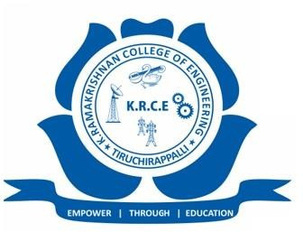 ★ K.RAMAKRISHNAN COLLEGE OF ENGINEERING ★
K.R.C.E
TIRUCHIRAPPALLI
EMPOWER | THROUGH | EDUCATION